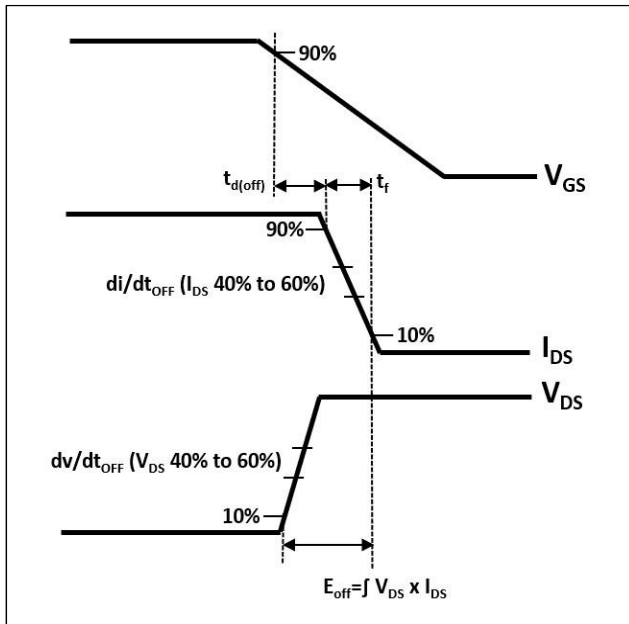 90%
V_GS
t_d(off) t_f
90%
di/dt_OFF (I_DS 40% to 60%)
10%
I_DS
V_DS
dv/dt_OFF (V_DS 40% to 60%)
10%
E_off=∫ V_DS x I_DS